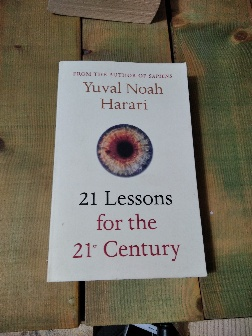 FROM THE AUTHOR OF SAPIENS
Yuval Noah
Harari
21 Lessons
for the
21st Century